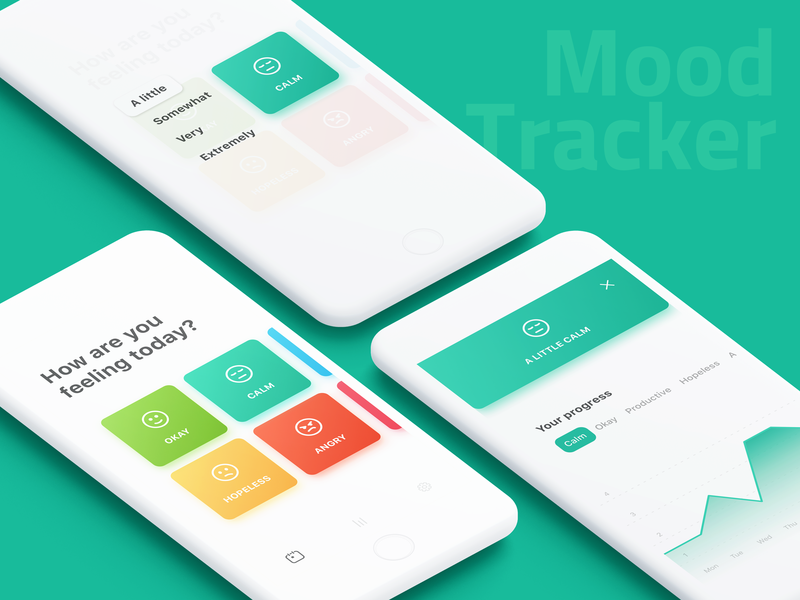 Mood
Tracker
How are you
feeling today?
A little
Somewhat
Very
Extremely
CALM
ANGRY
How are you
feeling today?
OKAY
CALM
HOPELESS
ANGRY
A LITTLE CALM
Your progress
Calm Okay Productive Hopeless A
4
3
2
1
Mon Tue Wed Thu